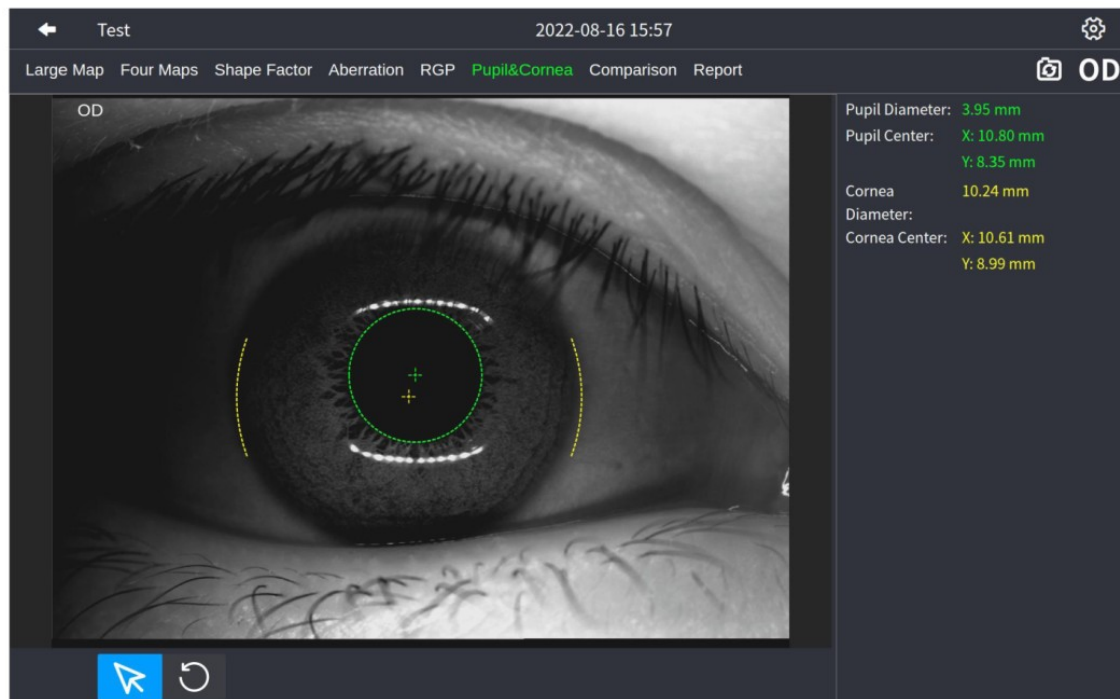 Test
2022-08-16 15:57
Large Map Four Maps Shape Factor Aberration RGP Pupil&Cornea Comparison Report
OD
OD
Pupil Diameter: 3.95 mm
Pupil Center: X: 10.80 mm
Y: 8.35 mm
Cornea 10.24 mm
Diameter:
Cornea Center: X: 10.61 mm
Y: 8.99 mm